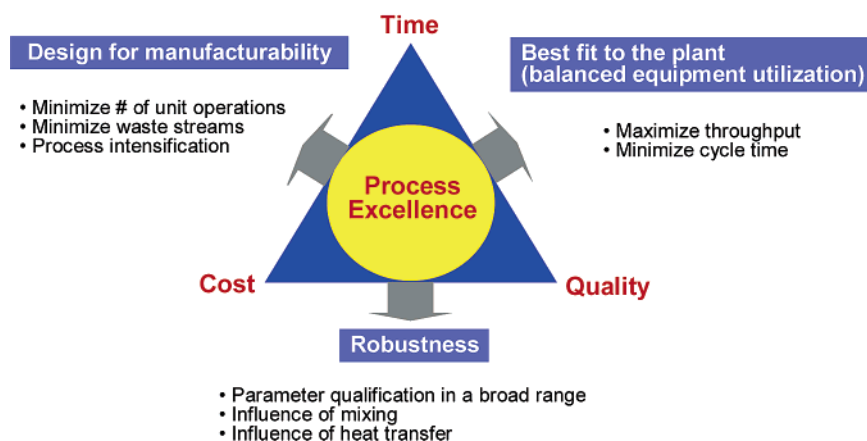 Time
Design for manufacturability
• Minimize # of unit operations
• Minimize waste streams
• Process intensification
Best fit to the plant
(balanced equipment utilization)
• Maximize throughput
• Minimize cycle time
Process
Excellence
Cost
Quality
Robustness
• Parameter qualification in a broad range
• Influence of mixing
• Influence of heat transfer